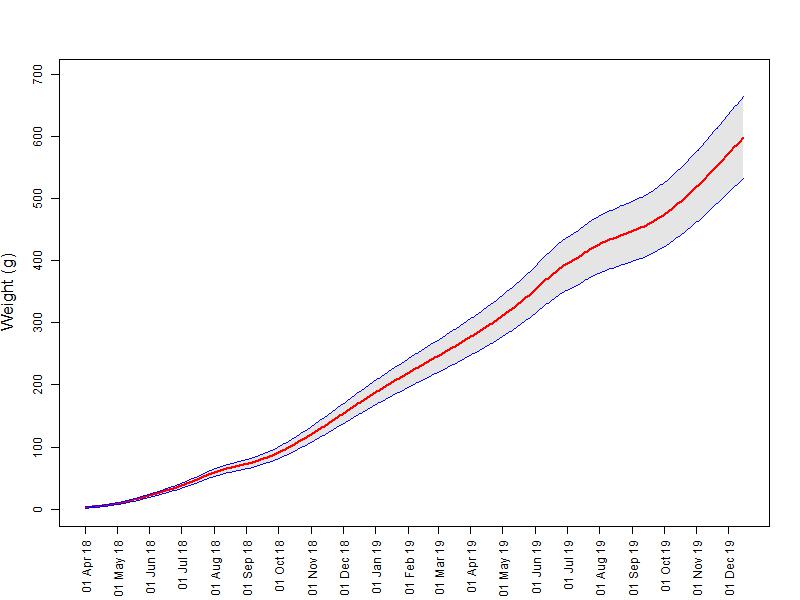 Weight (g)
700
600
500
400
300
200
100
0
01 Apr 18
01 May 18
01 Jun 18
01 Jul 18
01 Aug 18
01 Sep 18
01 Oct 18
01 Nov 18
01 Dec 18
01 Jan 19
01 Feb 19
01 Mar 19
01 Apr 19
01 May 19
01 Jun 19
01 Jul 19
01 Aug 19
01 Sep 19
01 Oct 19
01 Nov 19
01 Dec 19